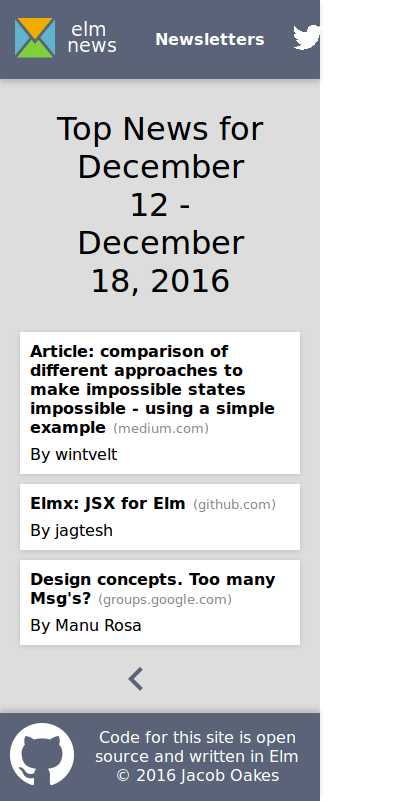 elm
news
Newsletters
Top News for
December
12 -
December
18, 2016
Article: comparison of
different approaches to
make impossible states
impossible - using a simple
example (medium.com)
By wintvelt
Elmx: JSX for Elm (github.com)
By jagtesh
Design concepts. Too many
Msg's? (groups.google.com)
By Manu Rosa
Code for this site is open
source and written in Elm
© 2016 Jacob Oakes